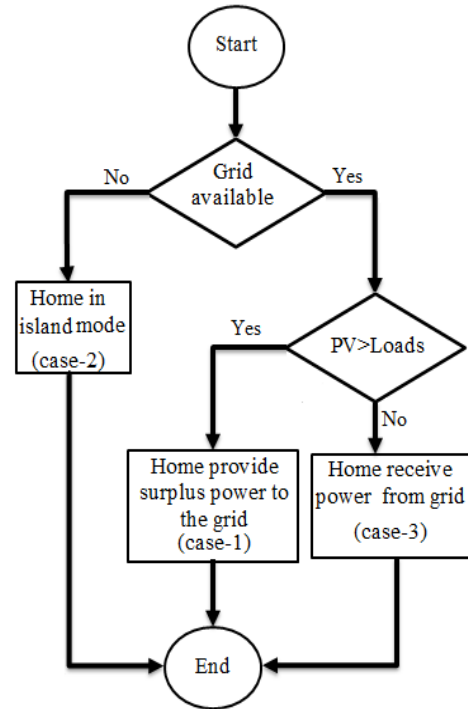 Start
Grid
available
No
Yes
Home in
island mode
(case-2)
PV>Loads
Yes
No
Home provide
surplus power to
the grid
(case-1)
Home receive
power from grid
(case-3)
End